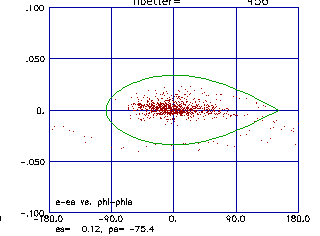 nbetter= 456
.100
.050
0.
-.050
-.100
e-ea vs. phi-phia
-180.0 -90.0 0. 90.0 180.0
ea= 0.12, pa= -75.4